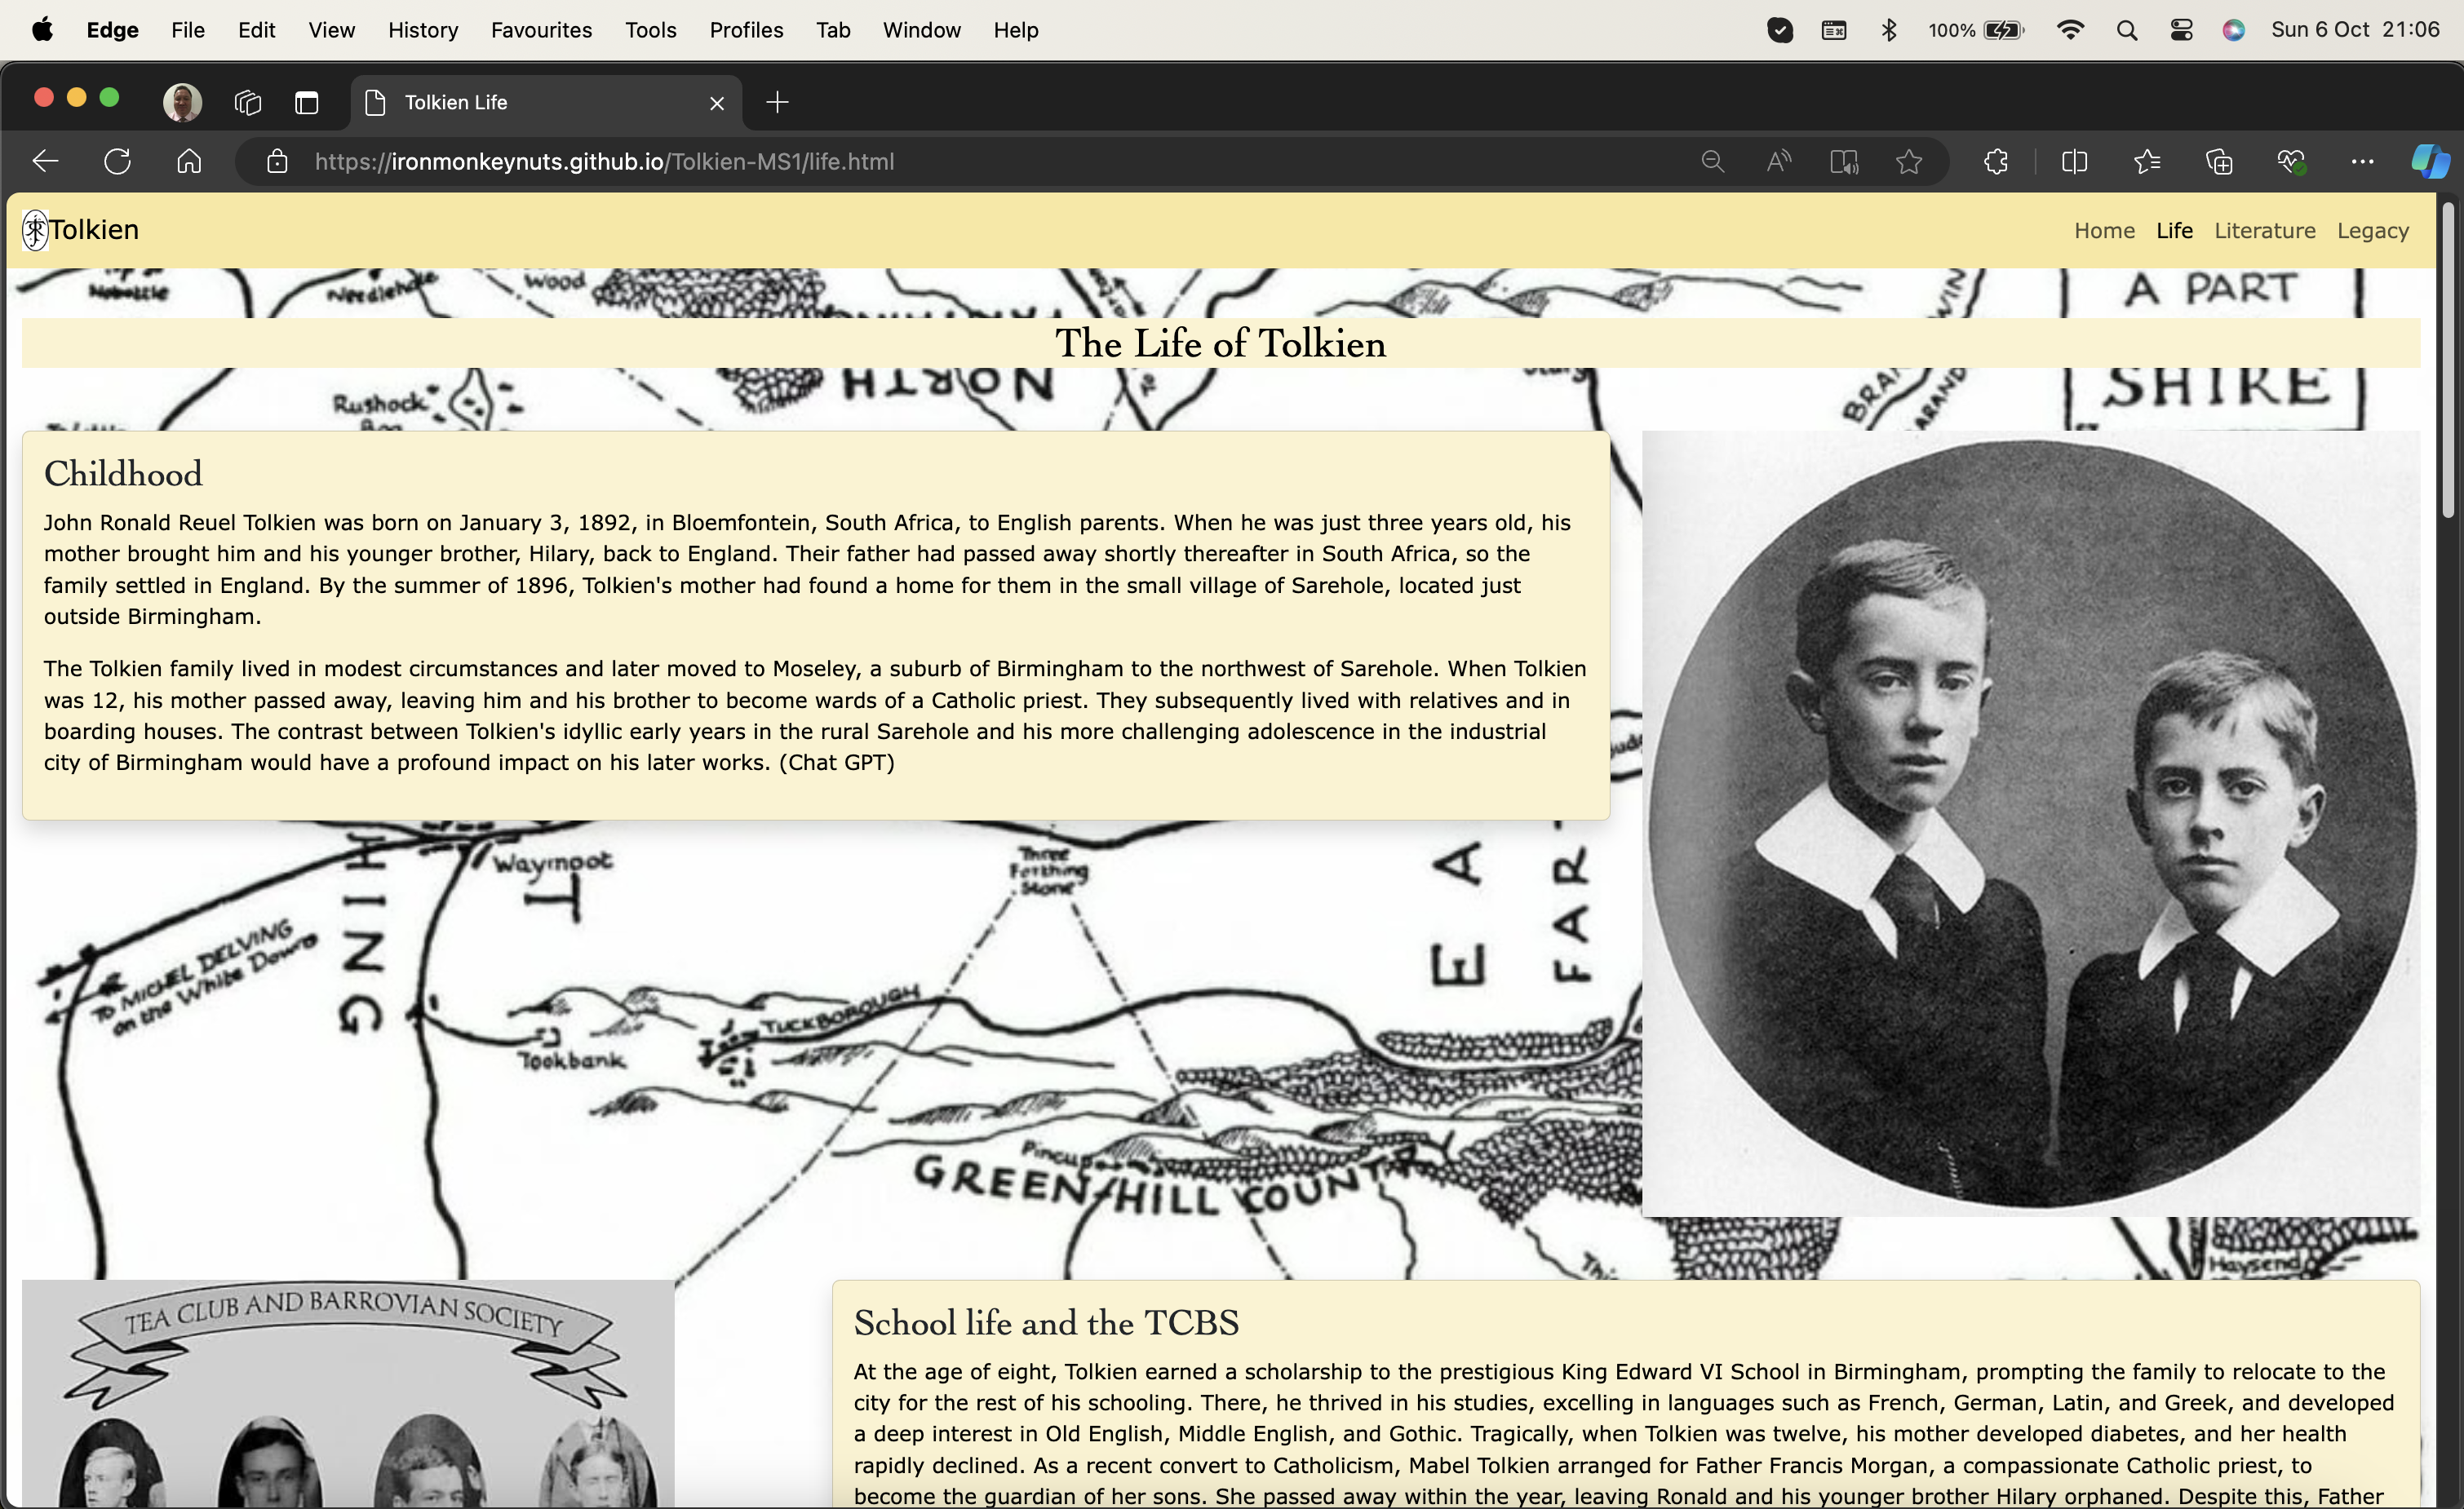 Edge File Edit View History Favourites Tools Profiles Tab Window Help 100% Sun 6 Oct 21:06
Tolkien Life
https://ironmonkeynuts.github.io/Tolkien-MS1/life.html
Tolkien Home Life Literature Legacy
Nobottle Needlehole Wood A PART
The Life of Tolkien
NORTH SHIRE
Rushock
Childhood
John Ronald Reuel Tolkien was born on January 3, 1892, in Bloemfontein, South Africa, to English parents. When he was just three years old, his
mother brought him and his younger brother, Hilary, back to England. Their father had passed away shortly thereafter in South Africa, so the
family settled in England. By the summer of 1896, Tolkien's mother had found a home for them in the small village of Sarehole, located just
outside Birmingham.
The Tolkien family lived in modest circumstances and later moved to Moseley, a suburb of Birmingham to the northwest of Sarehole. When Tolkien
was 12, his mother passed away, leaving him and his brother to become wards of a Catholic priest. They subsequently lived with relatives and in
boarding houses. The contrast between Tolkien's idyllic early years in the rural Sarehole and his more challenging adolescence in the industrial
city of Birmingham would have a profound impact on his later works. (Chat GPT)
Waymoot
Three
Farthing
Stone
TO MICHEL DELVING
on the White Downs
TUCKBOROUGH
Tookbank
Pincup
GREEN HILL COUNTRY
Haysend
TEA CLUB AND BARROVIAN SOCIETY
School life and the TCBS
At the age of eight, Tolkien earned a scholarship to the prestigious King Edward VI School in Birmingham, prompting the family to relocate to the
city for the rest of his schooling. There, he thrived in his studies, excelling in languages such as French, German, Latin, and Greek, and developed
a deep interest in Old English, Middle English, and Gothic. Tragically, when Tolkien was twelve, his mother developed diabetes, and her health
rapidly declined. As a recent convert to Catholicism, Mabel Tolkien arranged for Father Francis Morgan, a compassionate Catholic priest, to
become the guardian of her sons. She passed away within the year, leaving Ronald and his younger brother Hilary orphaned. Despite this, Father